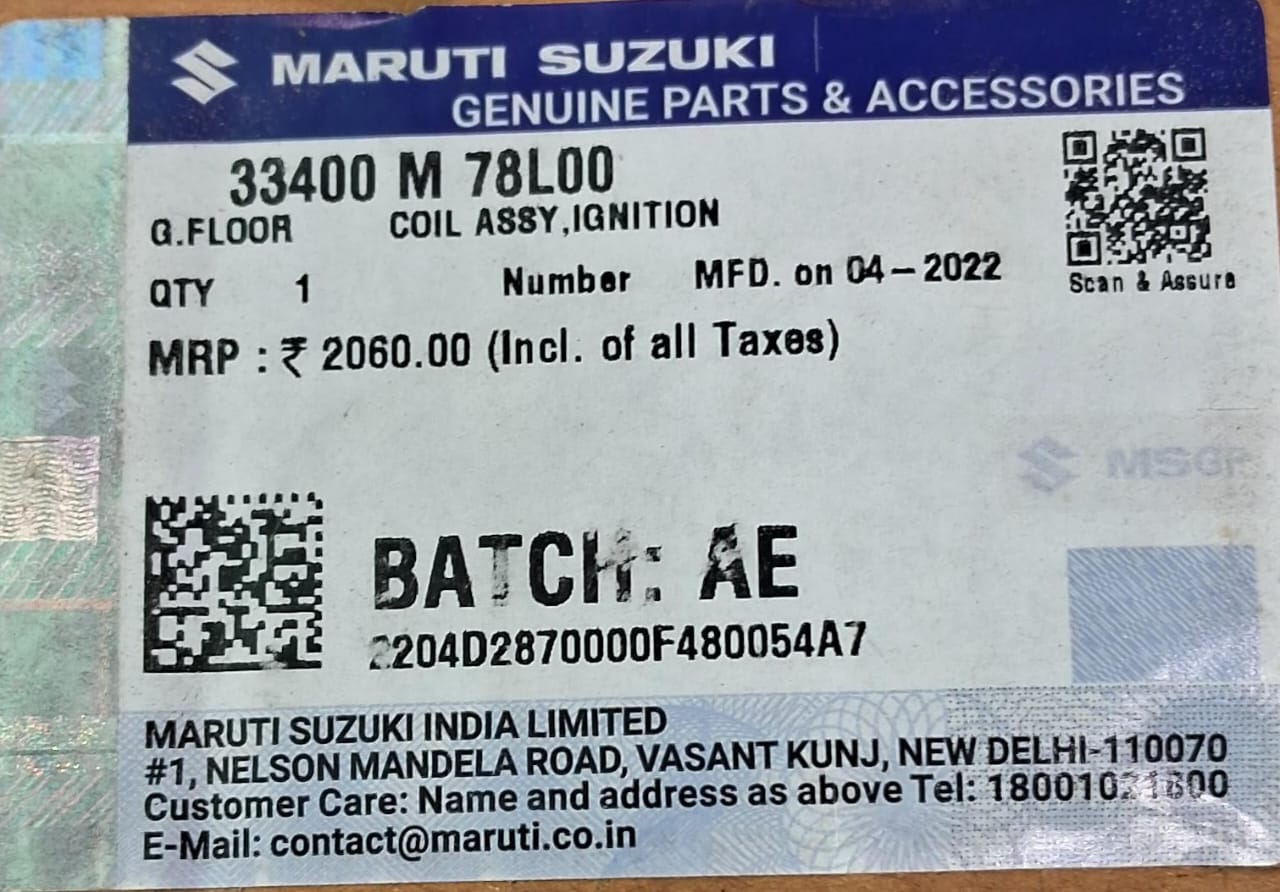 MARUTI SUZUKI
GENUINE PARTS & ACCESSORIES
33400 M 78L00
G.FLOOR COIL ASSY,IGNITION
QTY 1 Number MFD. on 04-2022
Scan & Assure
MRP : ₹ 2060.00 (Incl. of all Taxes)
MSGP
BATCH: AE
2204D2870000F480054A7
MARUTI SUZUKI INDIA LIMITED
#1, NELSON MANDELA ROAD, VASANT KUNJ, NEW DELHI-110070
Customer Care: Name and address as above Tel: 18001021800
E-Mail: contact@maruti.co.in